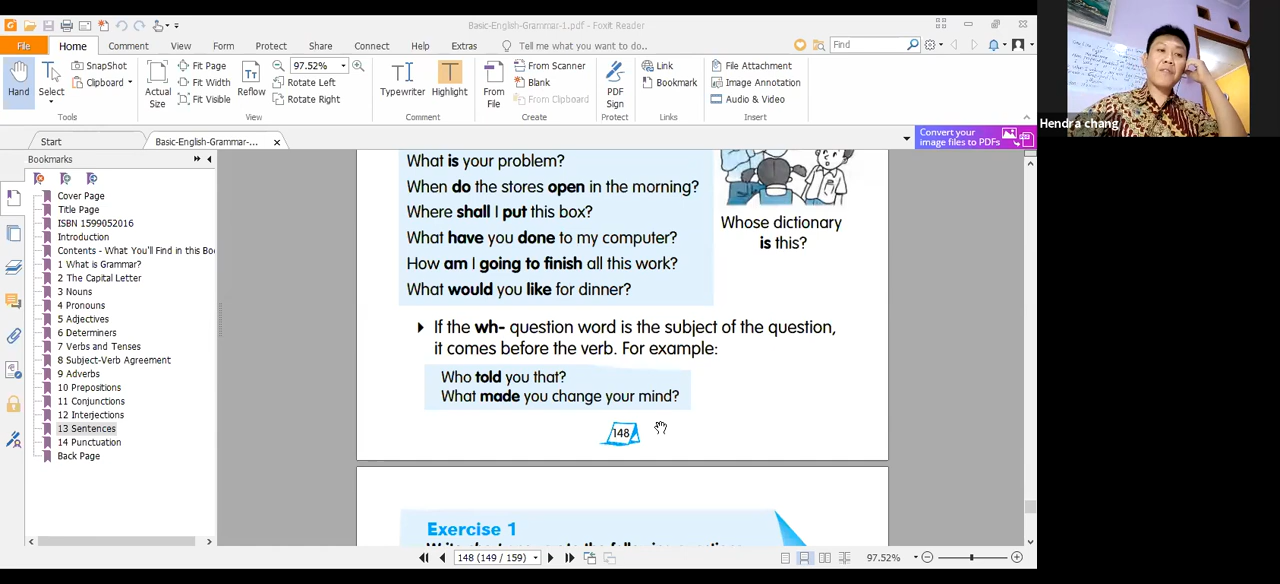 Basic-English-Grammar-1.pdf - Foxit Reader
File Home Comment View Form Protect Share Connect Help Extras Tell me what you want to do.. Find
Hand
Select
SnapShot
Clipboard
Actual Size
Fit Page
Fit Width
Fit Visible
Reflow
97.52%
Rotate Left
Rotate Right
Typewriter
Highlight
From File
From Scanner
Blank
From Clipboard
PDF Sign
Link
Bookmark
File Attachment
Image Annotation
Audio & Video
Tools View Comment Create Protect Links Insert
Start Basic-English-Grammar-...
Convert your
image files to PDFs
Bookmarks
Cover Page
Title Page
ISBN 1599052016
Introduction
Contents - What You'll Find in this Boo
1 What is Grammar?
2 The Capital Letter
3 Nouns
4 Pronouns
5 Adjectives
6 Determiners
7 Verbs and Tenses
8 Subject-Verb Agreement
9 Adverbs
10 Prepositions
11 Conjunctions
12 Interjections
13 Sentences
14 Punctuation
Back Page
What is your problem?
When do the stores open in the morning?
Where shall I put this box?
What have you done to my computer?
How am I going to finish all this work?
What would you like for dinner?
Whose dictionary
is this?
If the wh- question word is the subject of the question,
it comes before the verb. For example:
Who told you that?
What made you change your mind?
148
Exercise 1
148 (149 / 159)
97.52%
Hendra chang